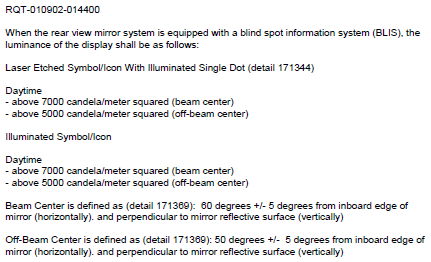 RQT-010902-014400
When the rear view mirror system is equipped with a blind spot information system (BLIS), the
luminance of the display shall be as follows:
Laser Etched Symbol/Icon With Illuminated Single Dot (detail 171344)
Daytime
- above 7000 candela/meter squared (beam center)
- above 5000 candela/meter squared (off-beam center)
Illuminated Symbol/Icon
Daytime
- above 7000 candela/meter squared (beam center)
- above 5000 candela/meter squared (off-beam center)
Beam Center is defined as (detail 171369):  60 degrees +/- 5 degrees from inboard edge of
mirror (horizontally). and perpendicular to mirror reflective surface (vertically)
Off-Beam Center is defined as (detail 171369): 50 degrees +/-  5 degrees from inboard edge of
mirror (horizontally). and perpendicular to mirror reflective surface (vertically)